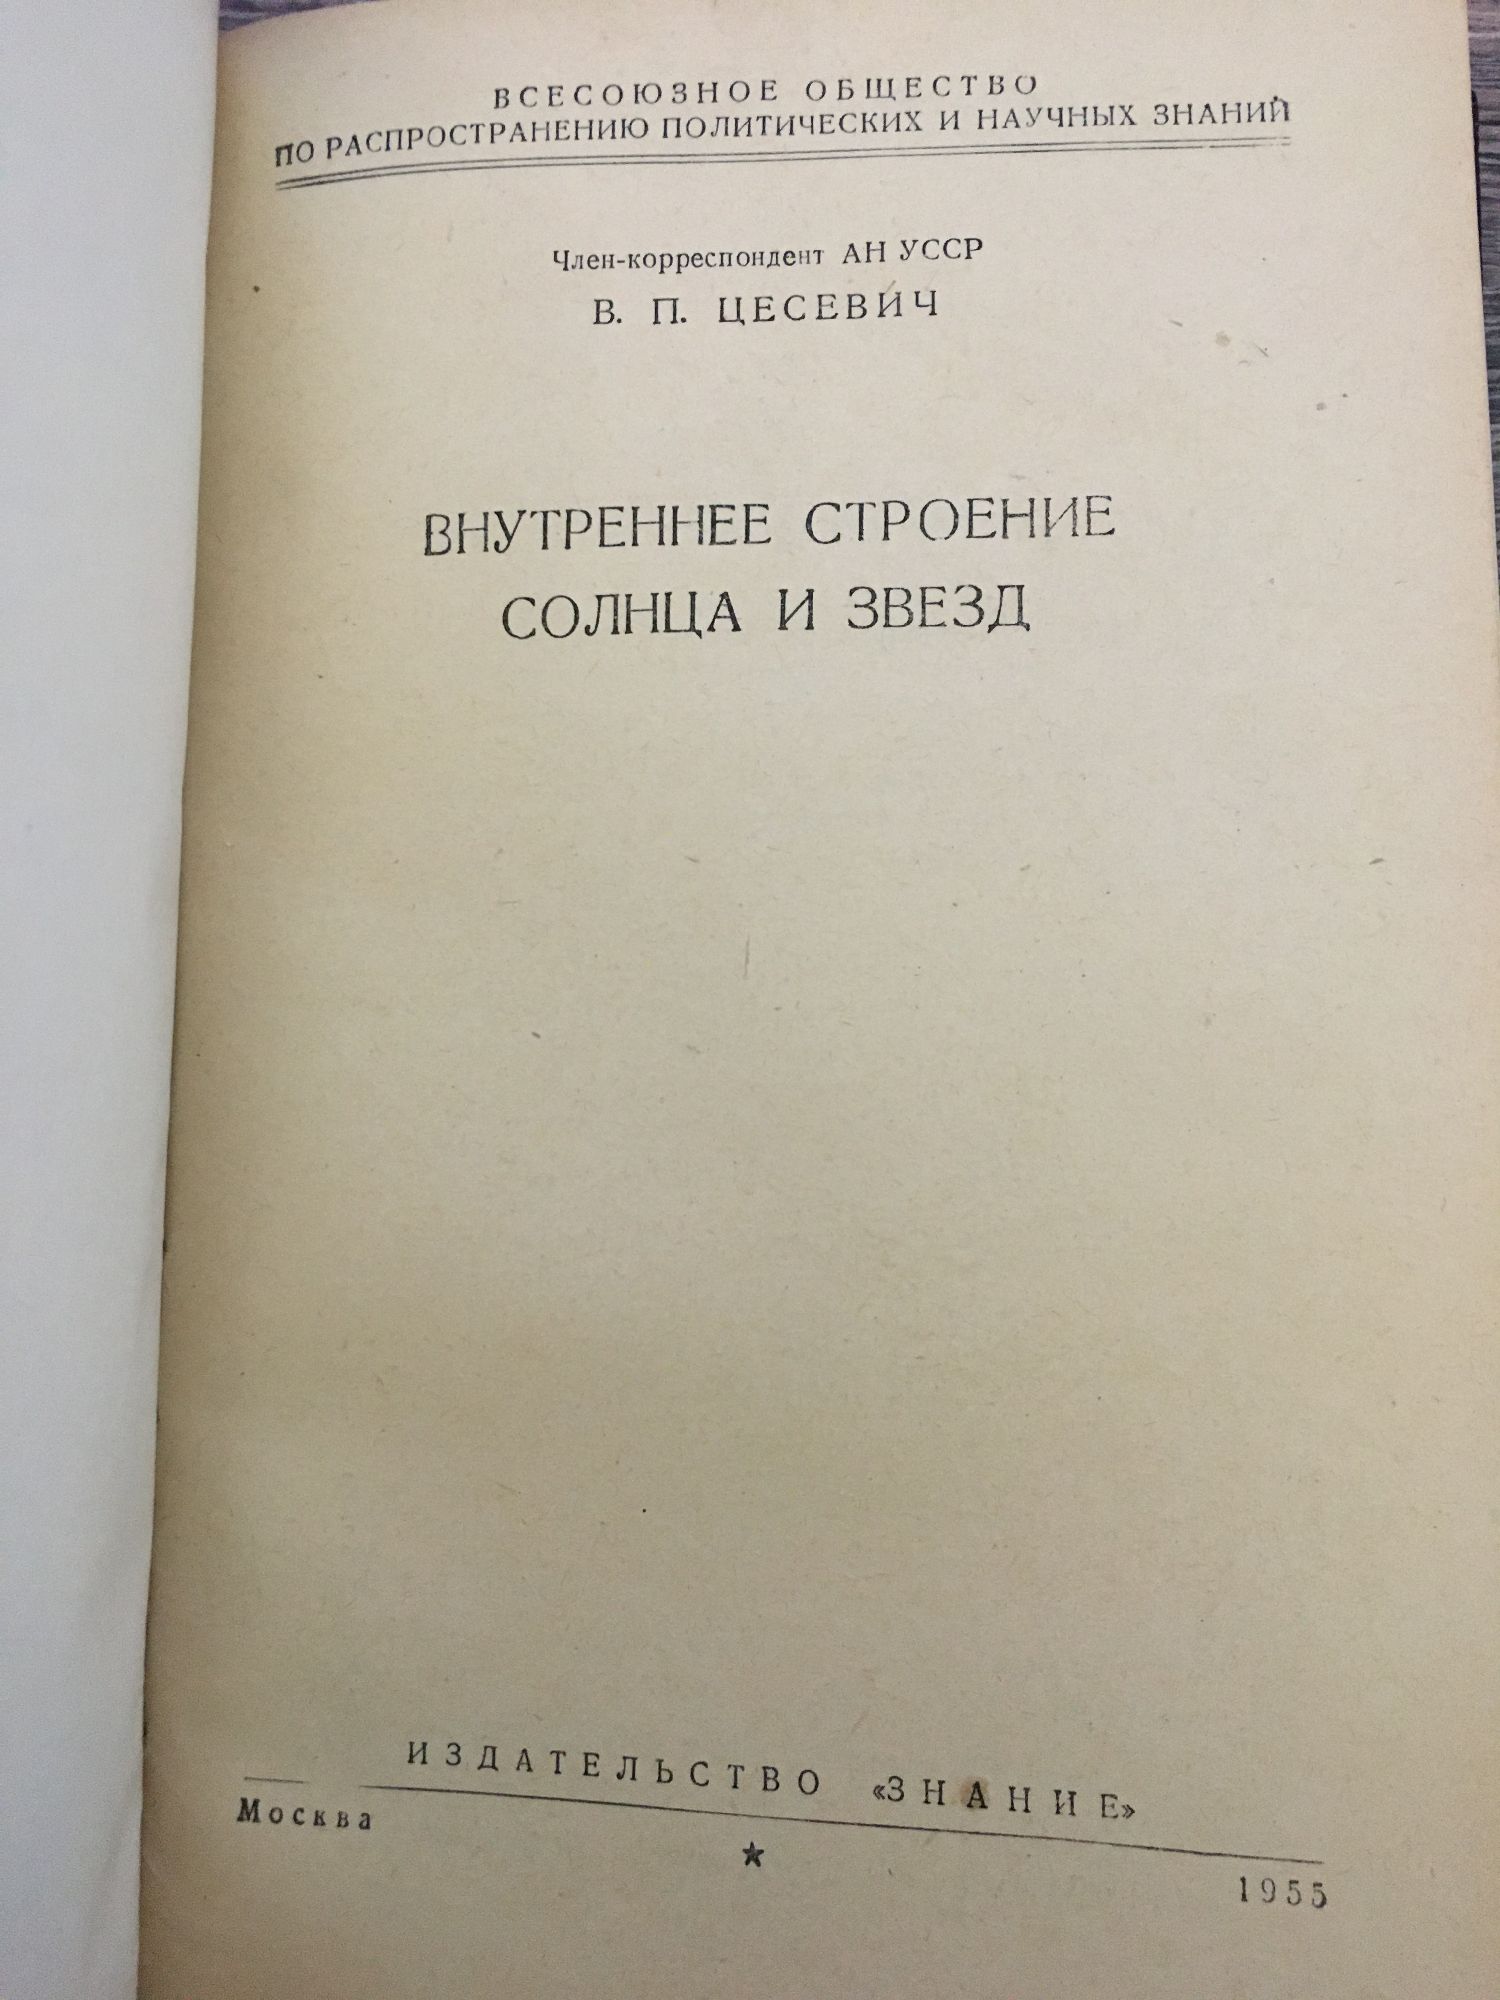 ВСЕСОЮЗНОЕ ОБЩЕСТВО
ПО РАСПРОСТРАНЕНИЮ ПОЛИТИЧЕСКИХ И НАУЧНЫХ ЗНАНИЙ
Член-корреспондент АН УССР
В. П. ЦЕСЕВИЧ
ВНУТРЕННЕЕ СТРОЕНИЕ
СОЛНЦА И ЗВЕЗД
ИЗДАТЕЛЬСТВО «ЗНАНИЕ»
Москва
1955